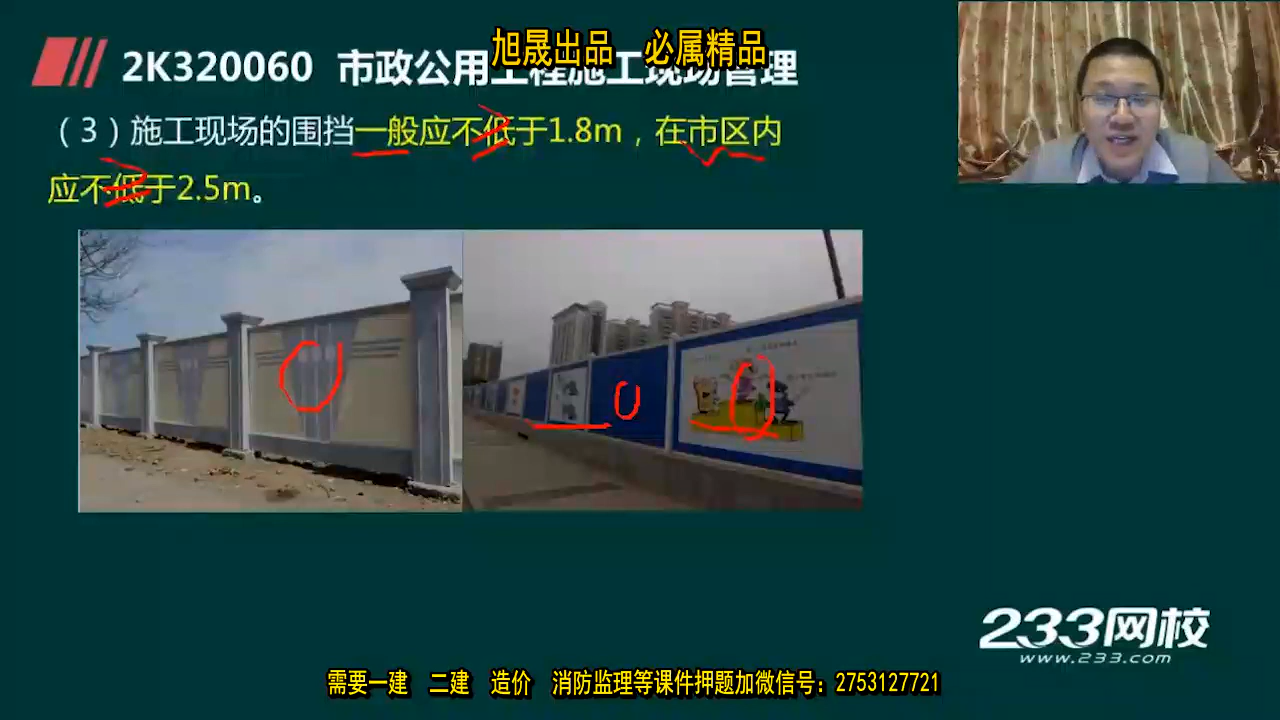 旭晟出品 必属精品
2K320060 市政公用工程施工现场管理
（3）施工现场的围挡一般应不低于1.8m，在市区内
应不低于2.5m。
233网校
www.233.com
需要一建 二建 造价 消防监理等课件押题加微信号：2753127721